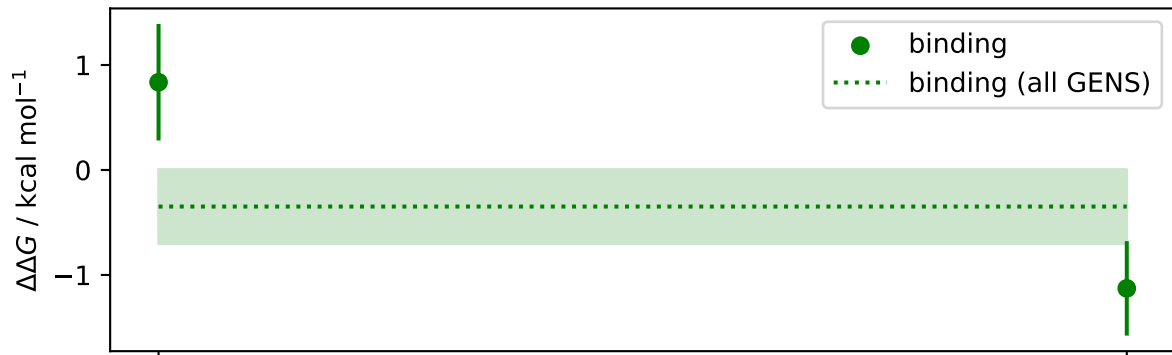 ΔΔG / kcal mol⁻¹
1
0
−1
binding
binding (all GENS)